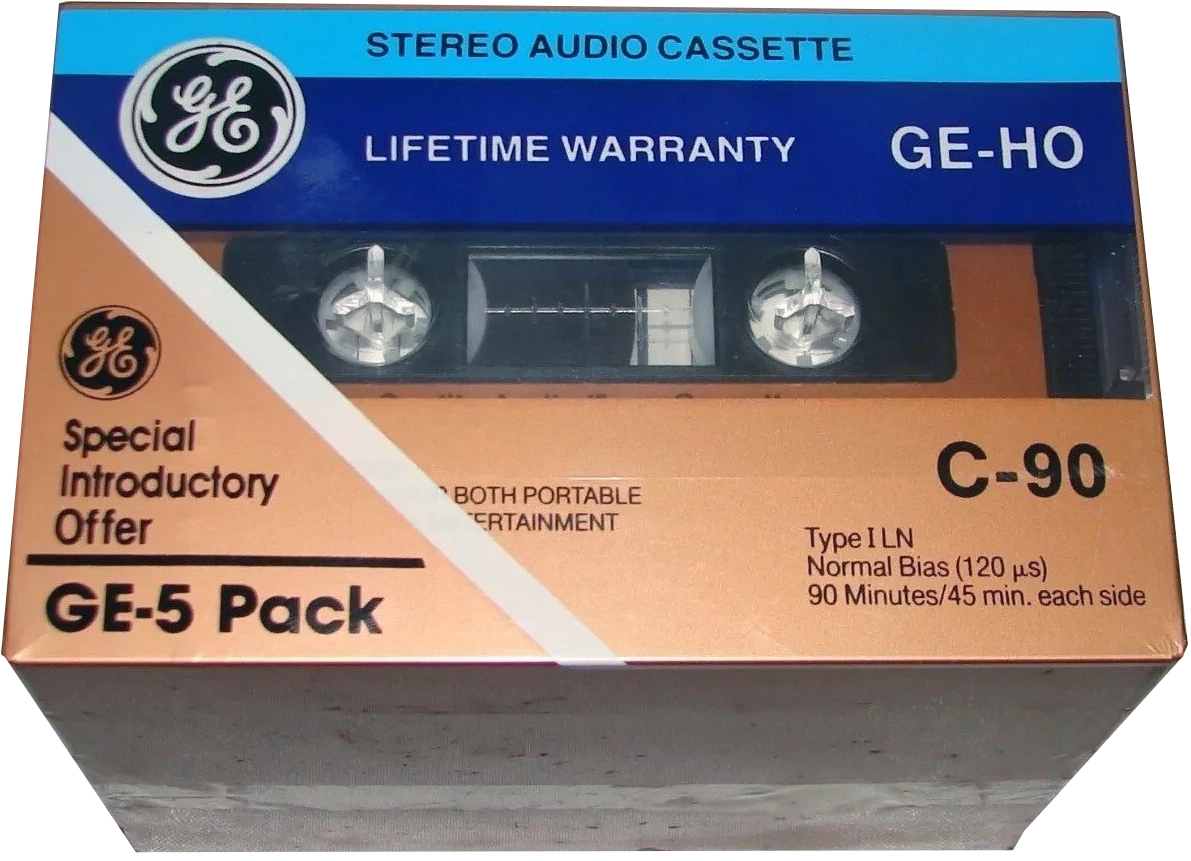 STEREO AUDIO CASSETTE
GE
LIFETIME WARRANTY
GE-HO
GE
Special
Introductory
Offer
GE-5 Pack
BOTH PORTABLE
C-90
Type I LN
Normal Bias (120 µs)
90 Minutes/45 min. each side